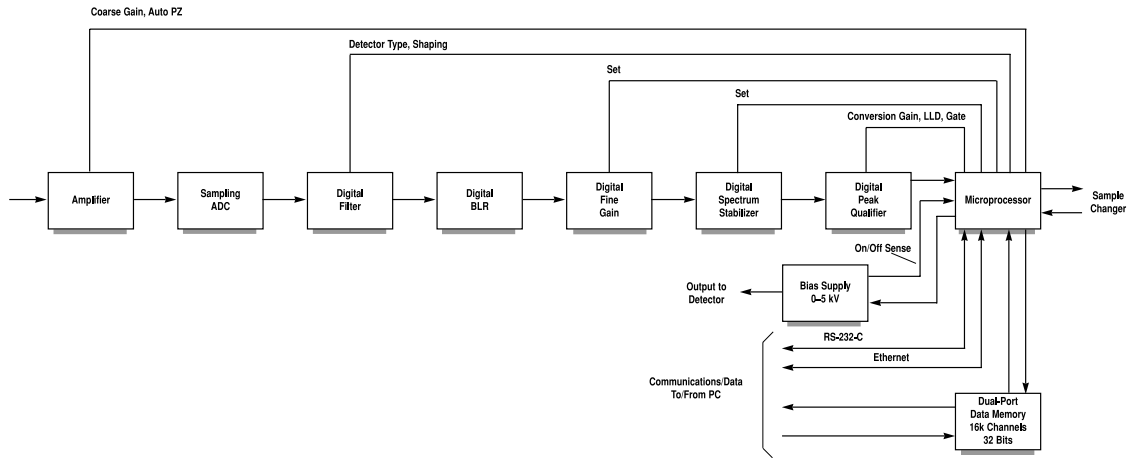 Coarse Gain, Auto PZ
Detector Type, Shaping
Set
Set
Conversion Gain, LLD, Gate
Amplifier
Sampling
ADC
Digital
Filter
Digital
BLR
Digital
Fine
Gain
Digital
Spectrum
Stabilizer
Digital
Peak
Qualifier
Microprocessor
Sample
Changer
On/Off Sense
Output to
Detector
Bias Supply
0–5 kV
RS-232-C
Ethernet
Communications/Data
To/From PC
Dual-Port
Data Memory
16k Channels
32 Bits